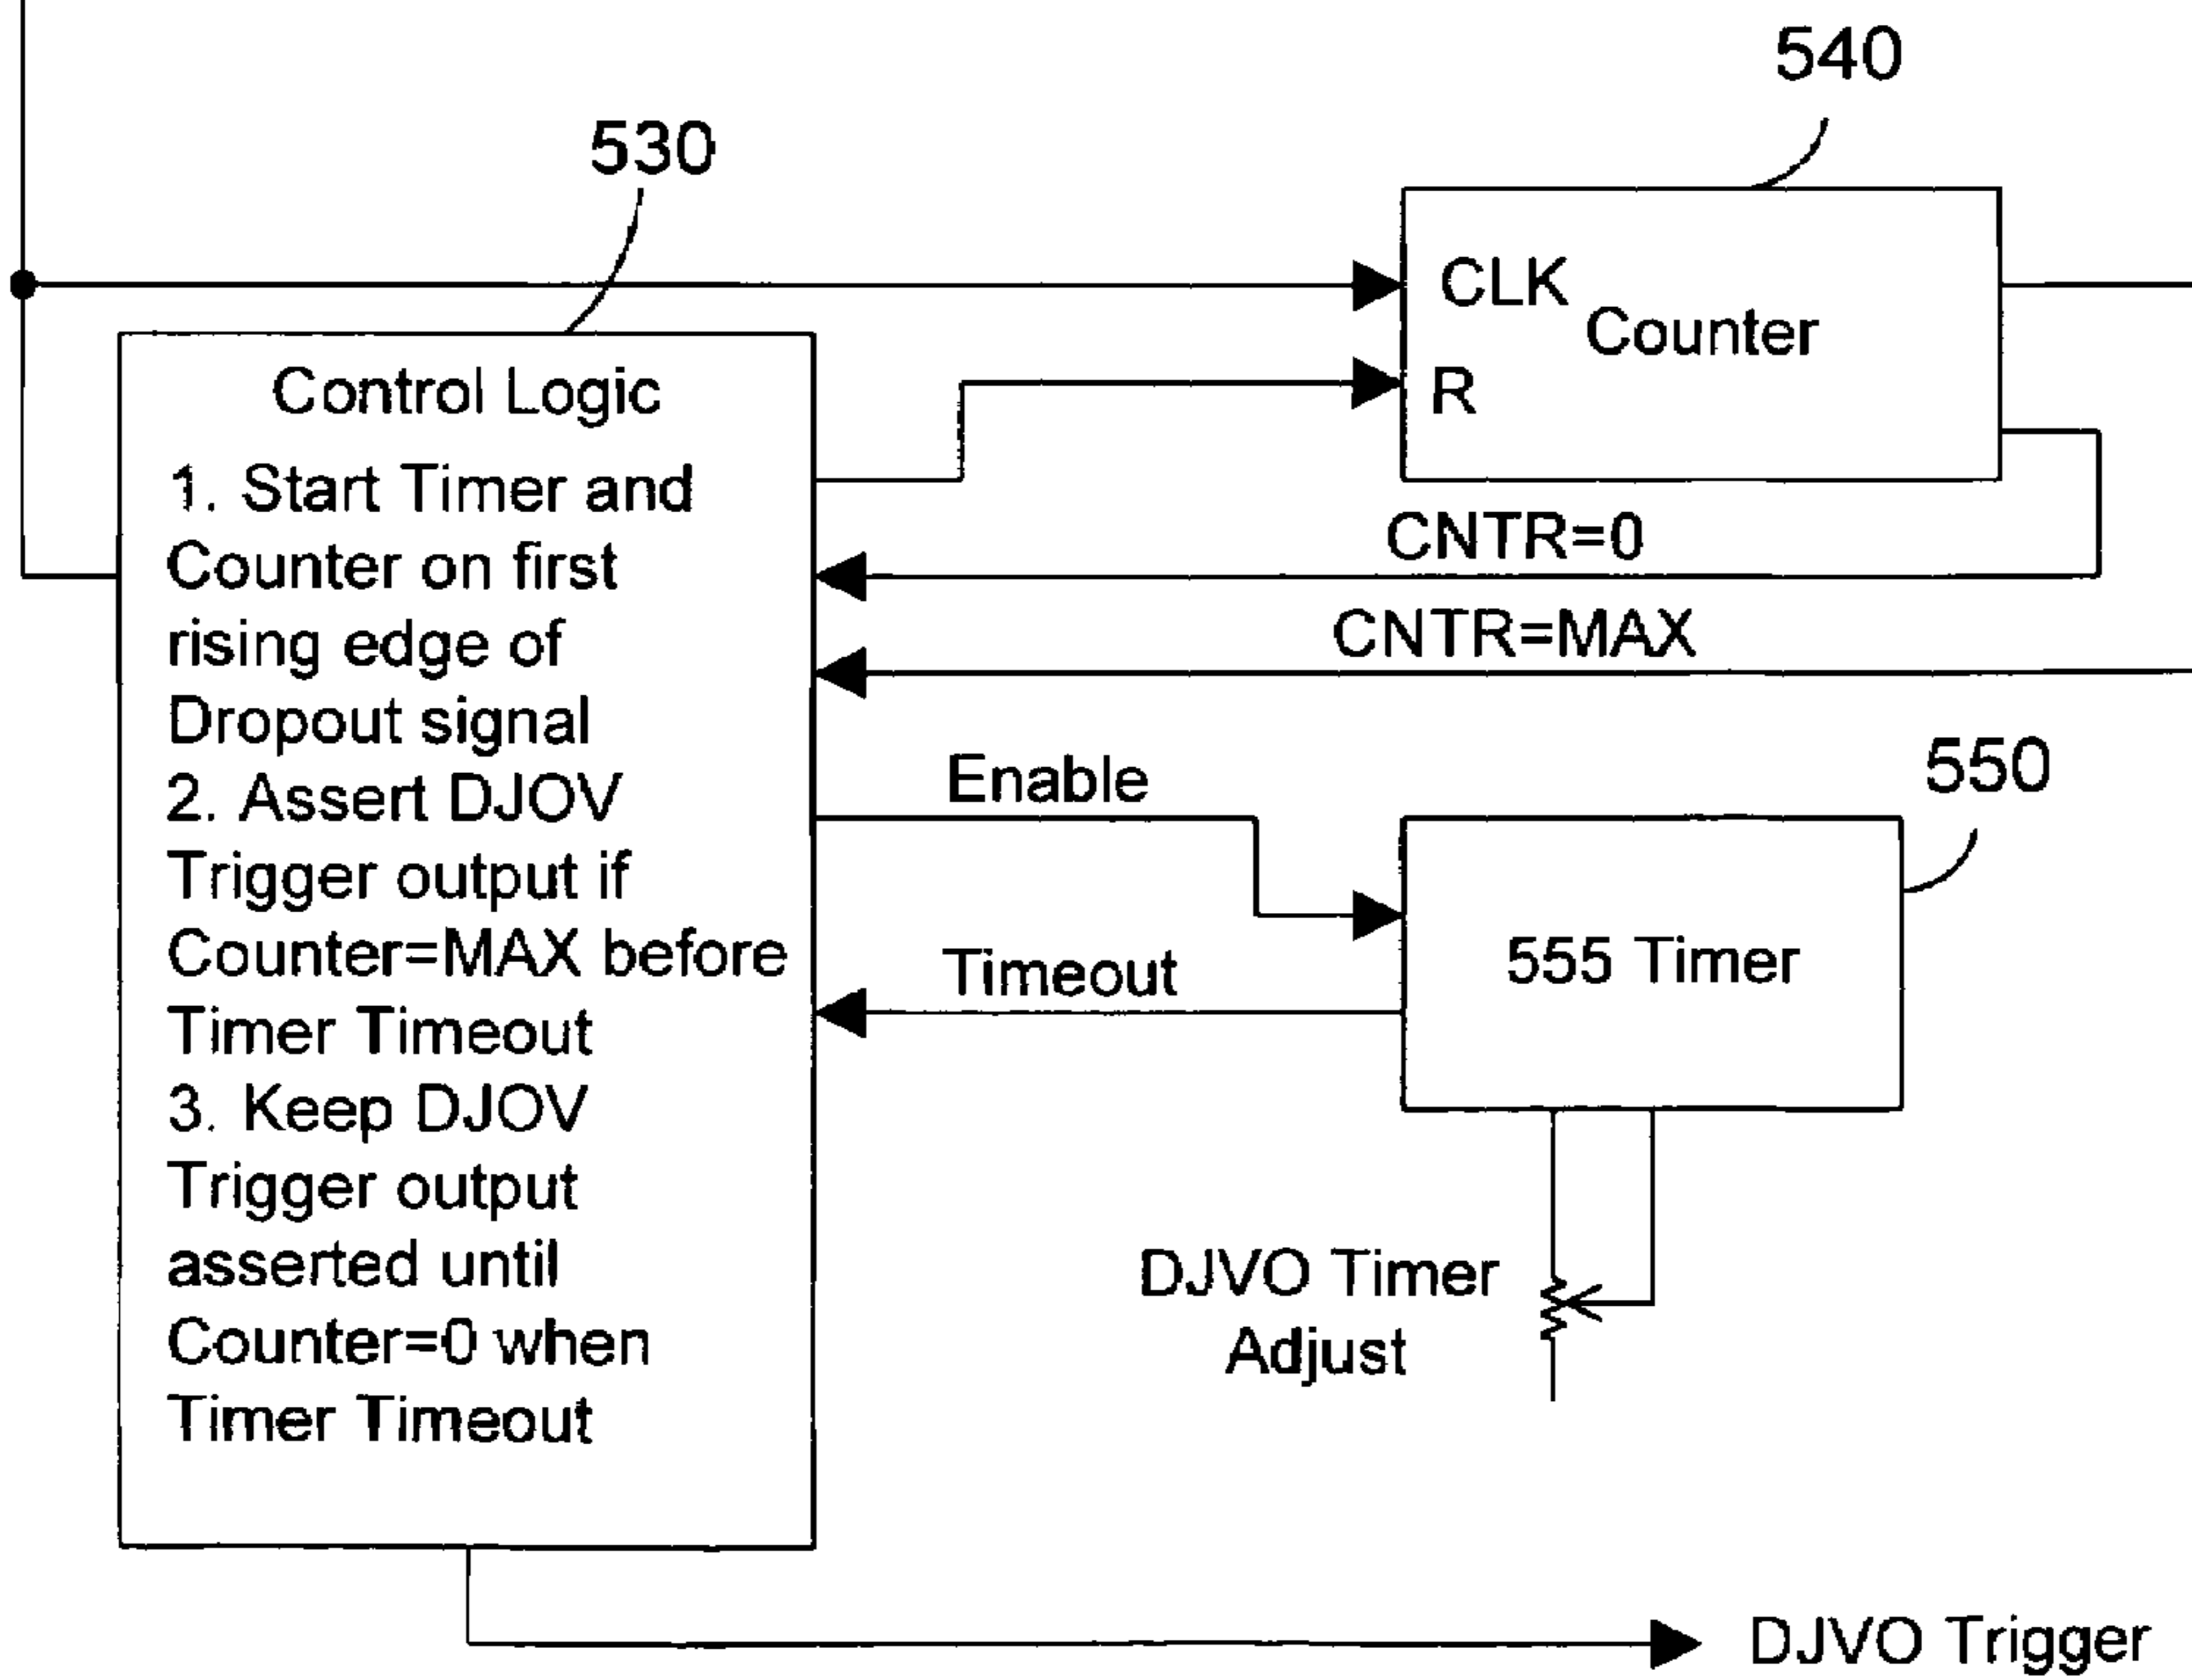 540
530
CLK
Counter
R
Control Logic
1. Start Timer and
Counter on first
rising edge of
Dropout signal
2. Assert DJOV
Trigger output if
Counter=MAX before
Timer Timeout
3. Keep DJOV
Trigger output
asserted until
Counter=0 when
Timer Timeout
CNTR=0
CNTR=MAX
Enable
550
Timeout
555 Timer
DJVO Timer
Adjust
DJVO Trigger